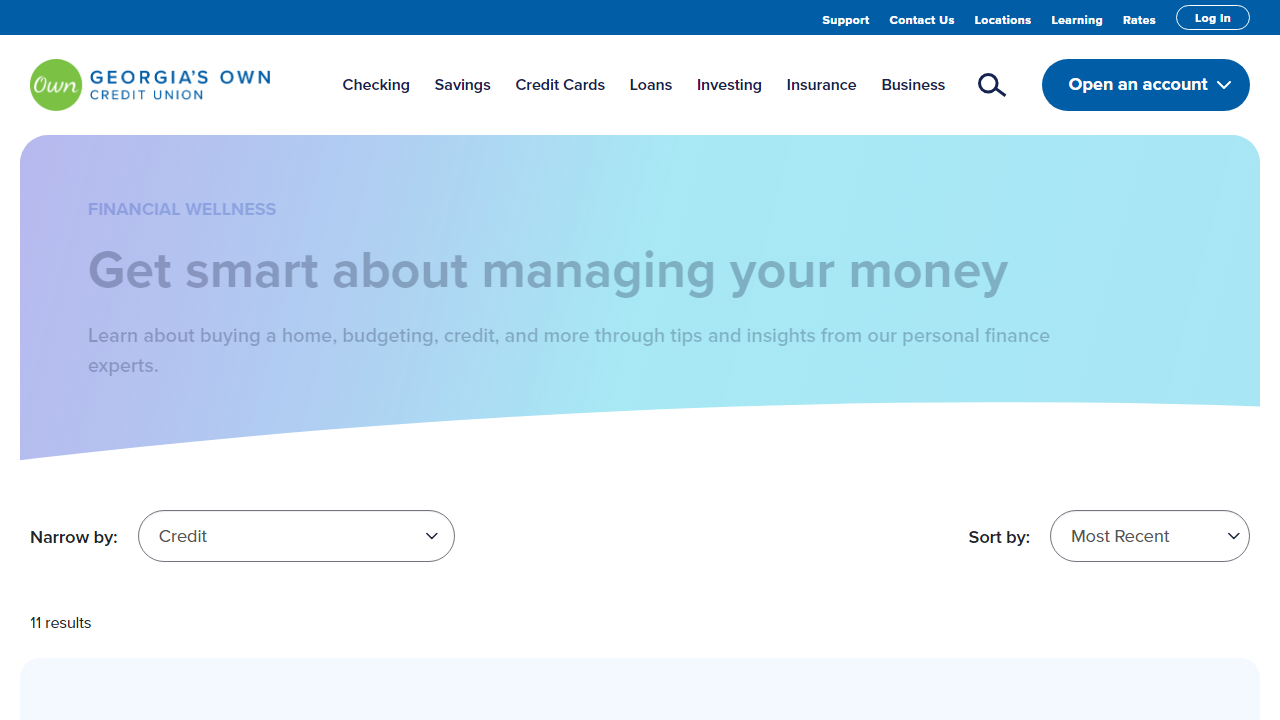 Support Contact Us Locations Learning Rates Log In
Own GEORGIA'S OWN
CREDIT UNION
Checking Savings Credit Cards Loans Investing Insurance Business Open an account
FINANCIAL WELLNESS
Get smart about managing your money
Learn about buying a home, budgeting, credit, and more through tips and insights from our personal finance
experts.
Narrow by: Credit Sort by: Most Recent
11 results